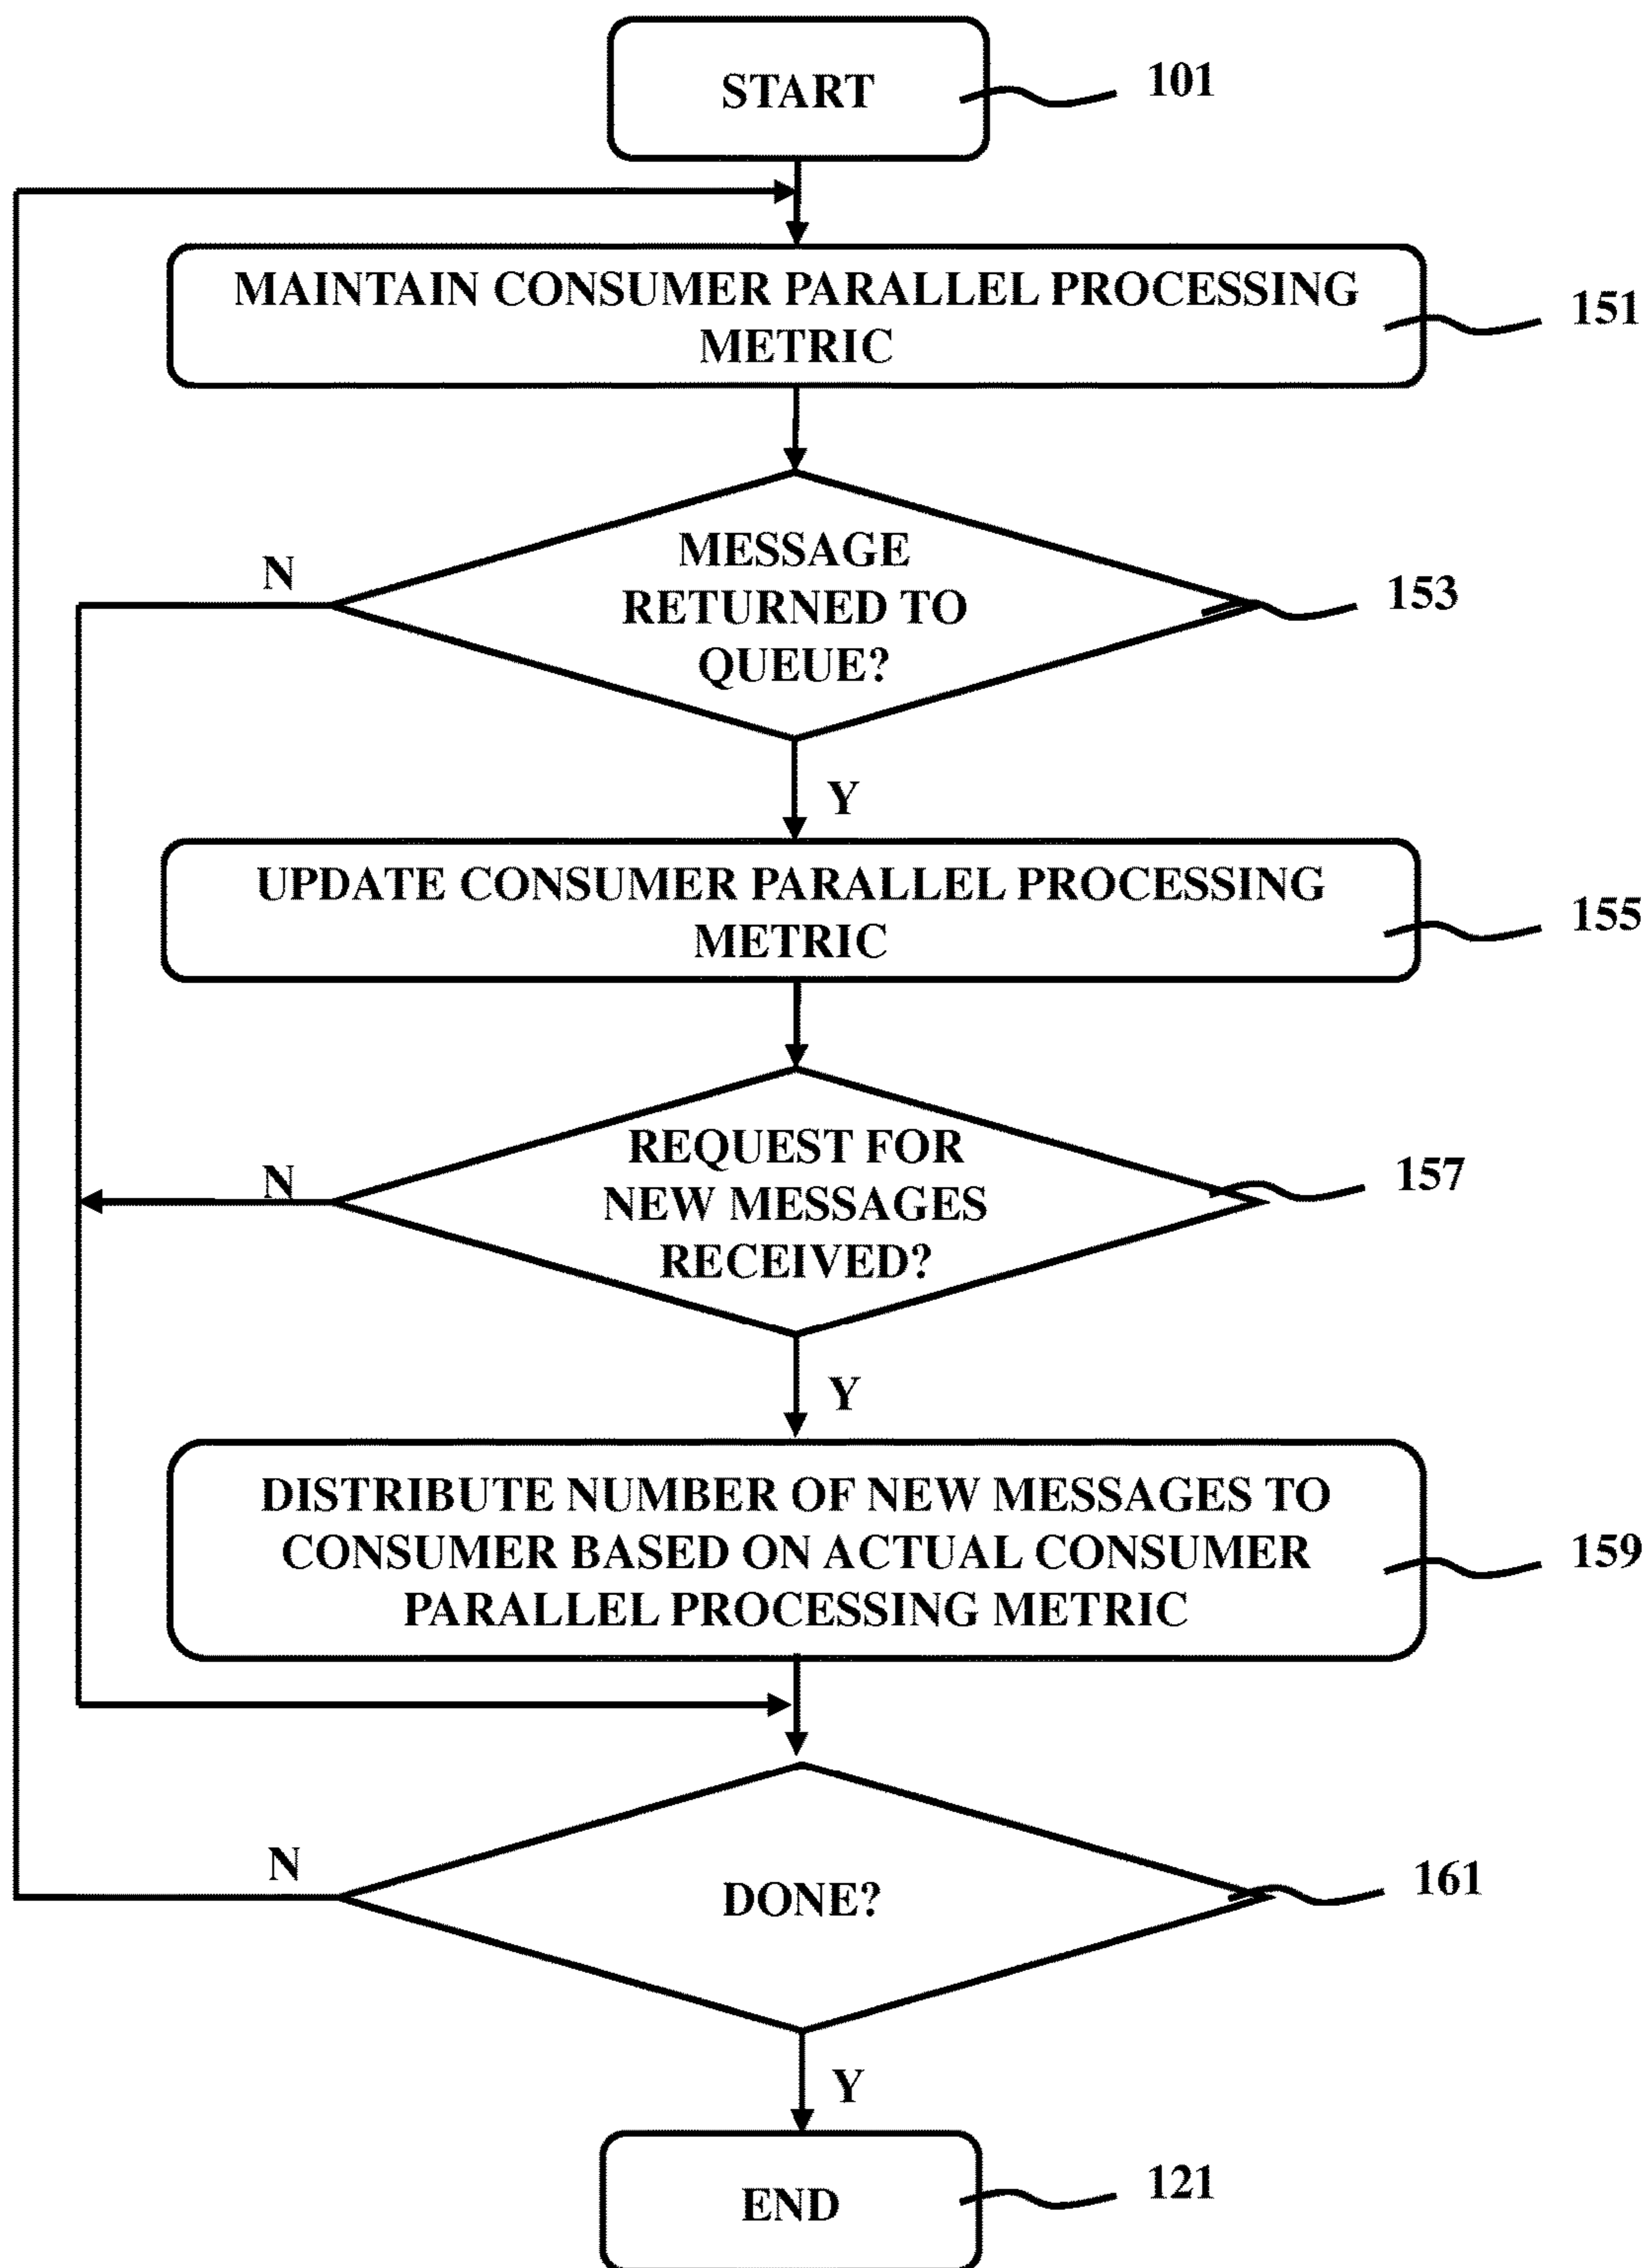 START
101
MAINTAIN CONSUMER PARALLEL PROCESSING
METRIC
151
MESSAGE
RETURNED TO
QUEUE?
N
153
Y
UPDATE CONSUMER PARALLEL PROCESSING
METRIC
155
REQUEST FOR
NEW MESSAGES
RECEIVED?
N
157
Y
DISTRIBUTE NUMBER OF NEW MESSAGES TO
CONSUMER BASED ON ACTUAL CONSUMER
PARALLEL PROCESSING METRIC
159
N
DONE?
161
Y
END
121